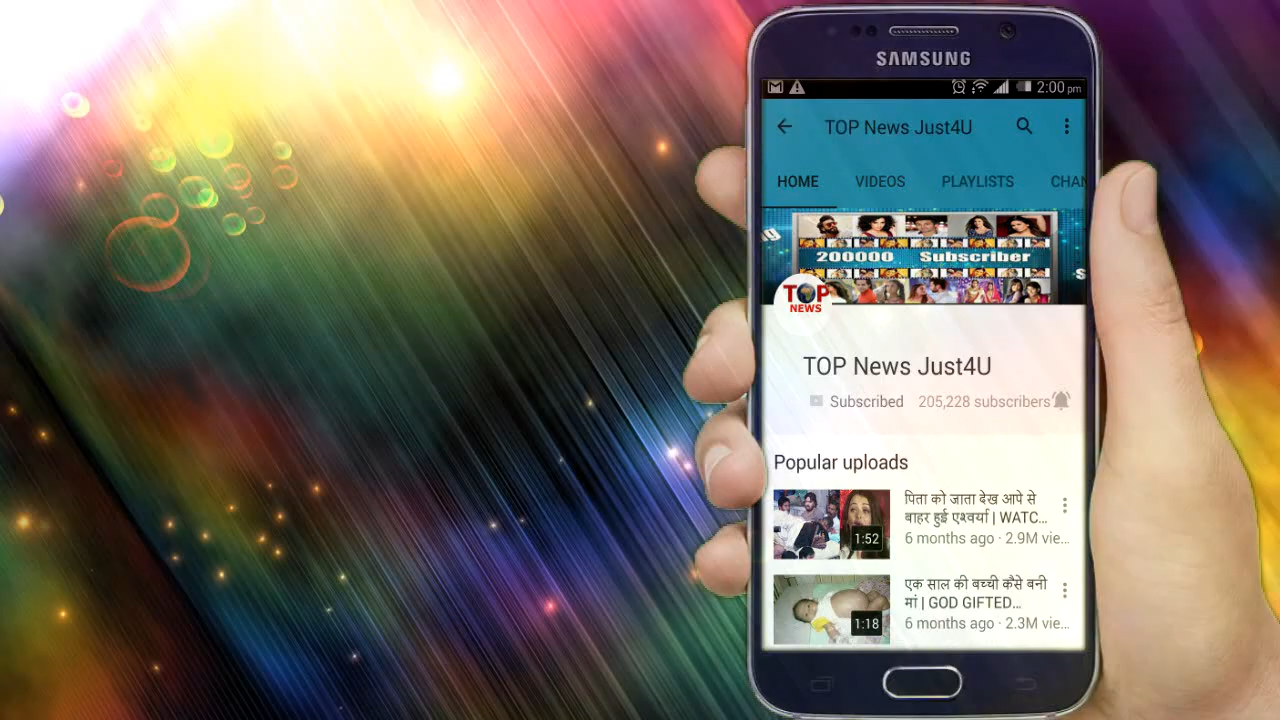 SAMSUNG
2:00 pm
TOP News Just4U
HOME VIDEOS PLAYLISTS CHAN
200000 Subscriber
TOP
NEWS
TOP News Just4U
Subscribed 205,228 subscribers
Popular uploads
पिता को जाता देख आपे से
बाहर हुई एश्वर्या | WATC...
6 months ago · 2.9M vie...
1:52
एक साल की बच्ची कैसे बनी
मां | GOD GIFTED...
6 months ago · 2.3M vie...
1:18